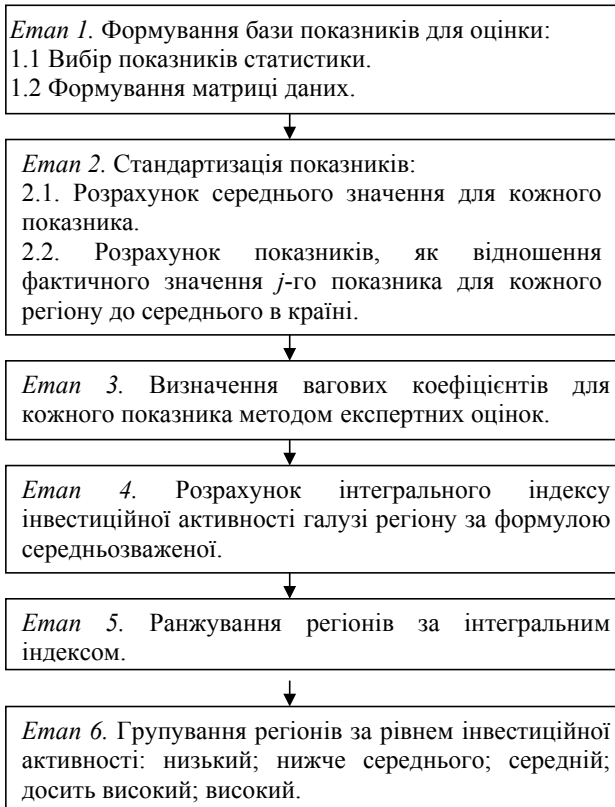 Етап 1. Формування бази показників для оцінки:
1.1 Вибір показників статистики.
1.2 Формування матриці даних.
Етап 2. Стандартизація показників:
2.1. Розрахунок середнього значення для кожного
показника.
2.2. Розрахунок показників, як відношення
фактичного значення j-го показника для кожного
регіону до середнього в країні.
Етап 3. Визначення вагових коефіцієнтів для
кожного показника методом експертних оцінок.
Етап 4. Розрахунок інтегрального індексу
інвестиційної активності галузі регіону за формулою
середньозваженої.
Етап 5. Ранжування регіонів за інтегральним
індексом.
Етап 6. Групування регіонів за рівнем інвестиційної
активності: низький; нижче середнього; середній;
досить високий; високий.